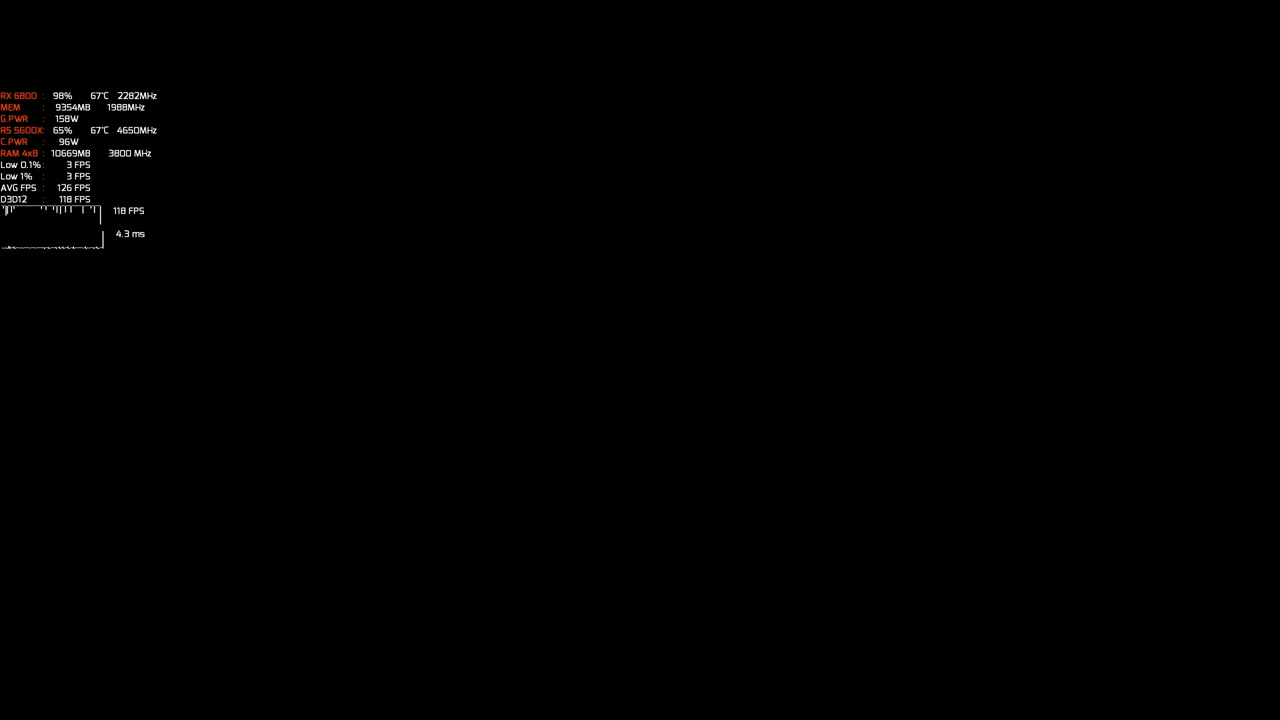 RX 6800 : 98% 67°C 2282MHz
MEM : 9354MB 1988MHz
G.PWR : 158W
R5 5600X: 65% 67°C 4650MHz
C.PWR : 96W
RAM 4x8 : 10669MB 3800 MHz
Low 0.1% : 3 FPS
Low 1% : 3 FPS
AVG FPS : 126 FPS
D3D12 : 118 FPS
118 FPS
4.3 ms